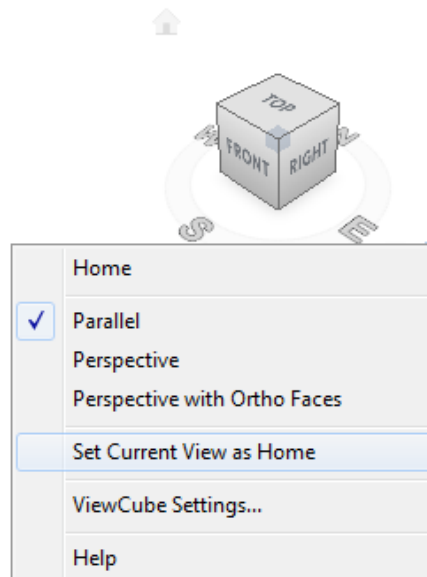 TOP
FRONT
RIGHT
W
N
S
E
Home
Parallel
Perspective
Perspective with Ortho Faces
Set Current View as Home
ViewCube Settings...
Help